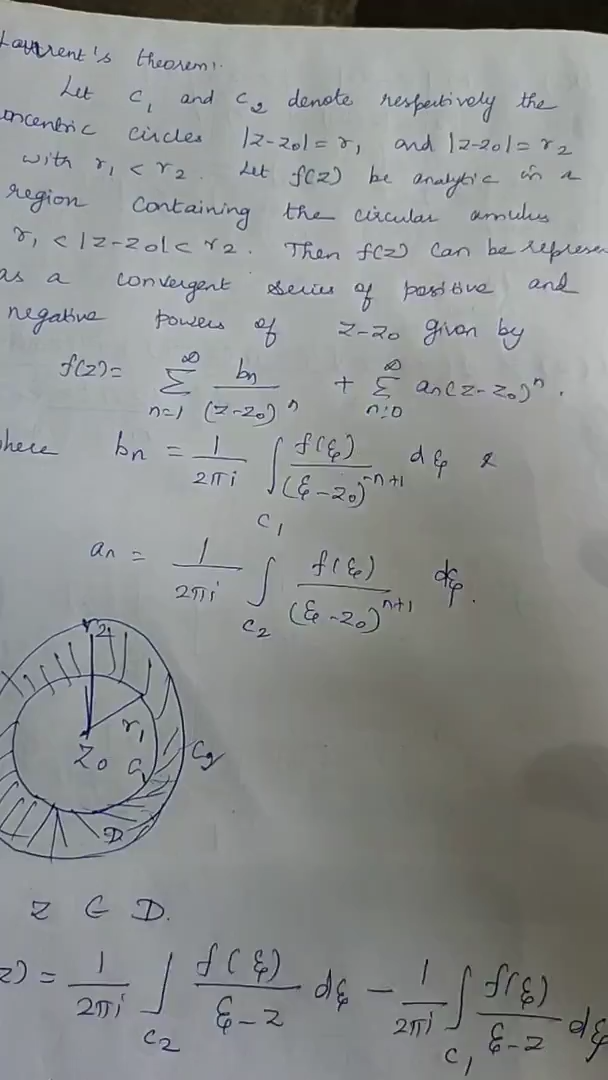 Laurent's theorem:
Let C₁ and C₂ denote respectively the
oncentric circles |z-z₀|= r₁ and |z-z₀|= r₂
with r₁ < r₂. Let f(z) be analytic in a
region containing the circular annulus
r₁ < |z-z₀| < r₂. Then f(z) can be represen
as a convergent series of positive and
negative powers of z-z₀ given by
f(z)= ∑_{n=1}^{∞} bₙ/(z-z₀)ⁿ + ∑_{n=0}^{∞} aₙ(z-z₀)ⁿ.
here bₙ = 1/2πi ∫_{C₁} f(ξ)/(ξ-z₀)^{-n+1} dξ &
aₙ = 1/2πi ∫_{C₂} f(ξ)/(ξ-z₀)^{n+1} dξ.
r₂
r₁
z₀ C₁ C₂
D
z ∈ D.
z) = 1/2πi ∫_{C₂} f(ξ)/ξ-z dξ - 1/2πi ∫_{C₁} f(ξ)/ξ-z dξ